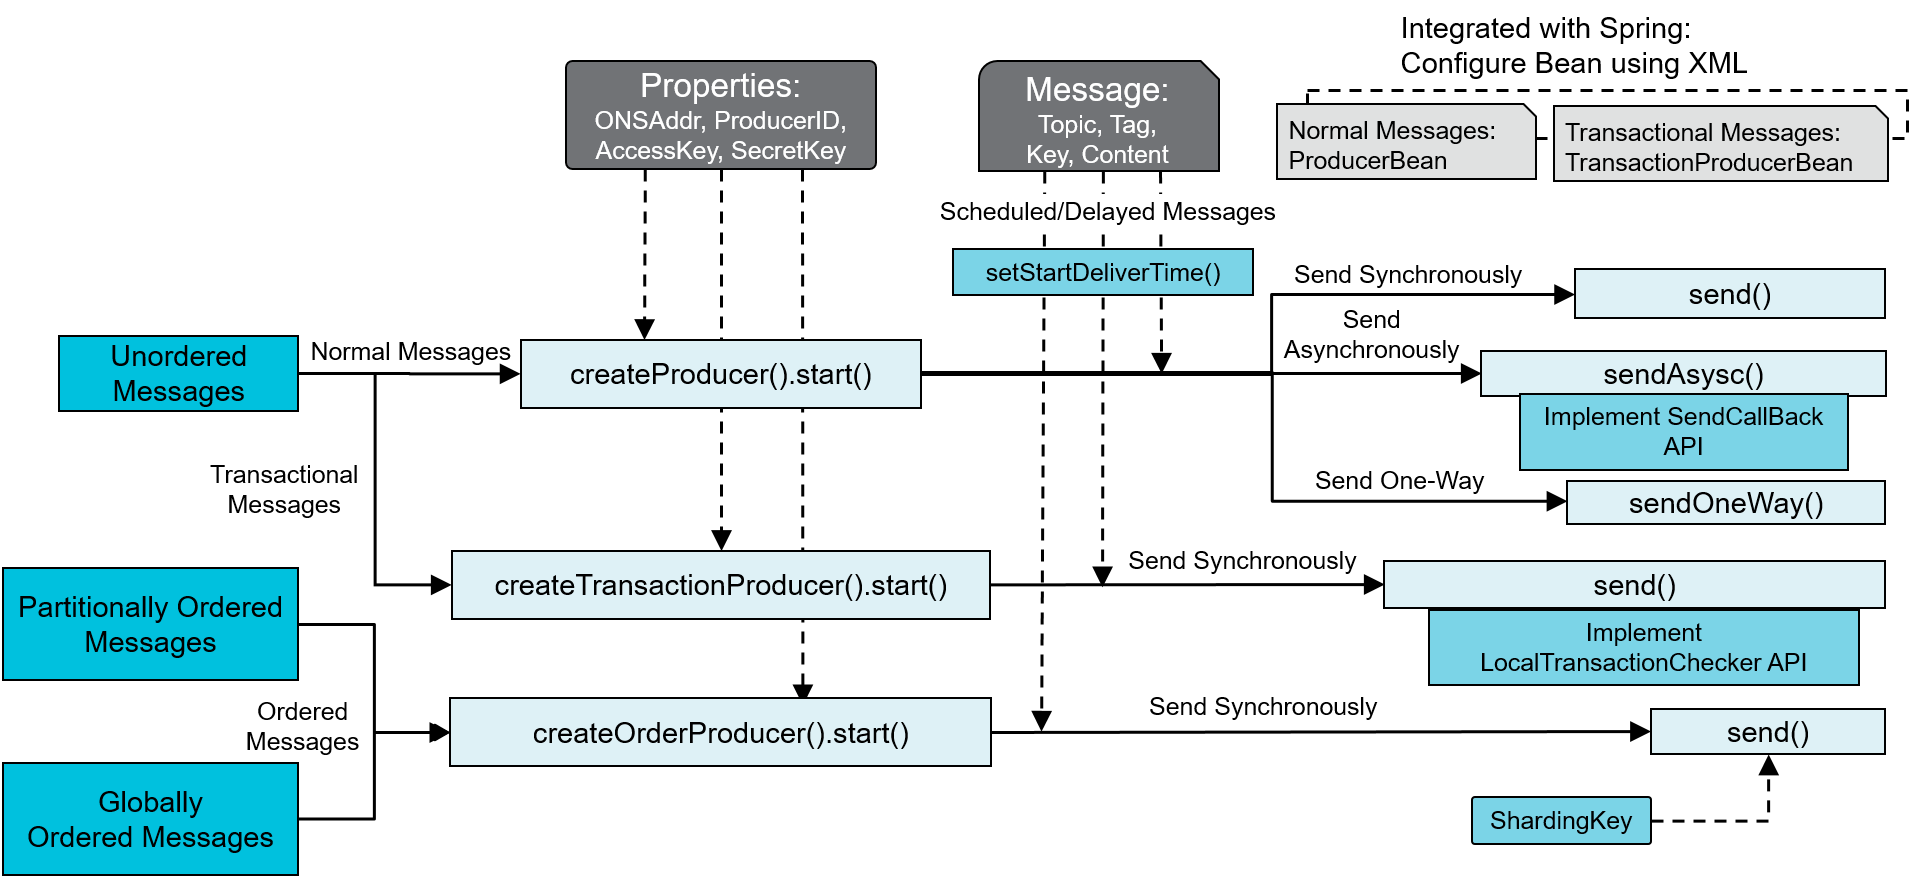 Integrated with Spring:
Configure Bean using XML
Properties:
ONSAddr, ProducerID,
AccessKey, SecretKey
Message:
Topic, Tag,
Key, Content
Normal Messages:
ProducerBean
Transactional Messages:
TransactionProducerBean
Scheduled/Delayed Messages
setStartDeliverTime()
Send Synchronously
send()
Send
Asynchronously
Unordered
Messages
Normal Messages
createProducer().start()
sendAsysc()
Implement SendCallBack
API
Transactional
Messages
Send One-Way
sendOneWay()
Partitionally Ordered
Messages
createTransactionProducer().start()
Send Synchronously
send()
Implement
LocalTransactionChecker API
Ordered
Messages
createOrderProducer().start()
Send Synchronously
send()
Globally
Ordered Messages
ShardingKey